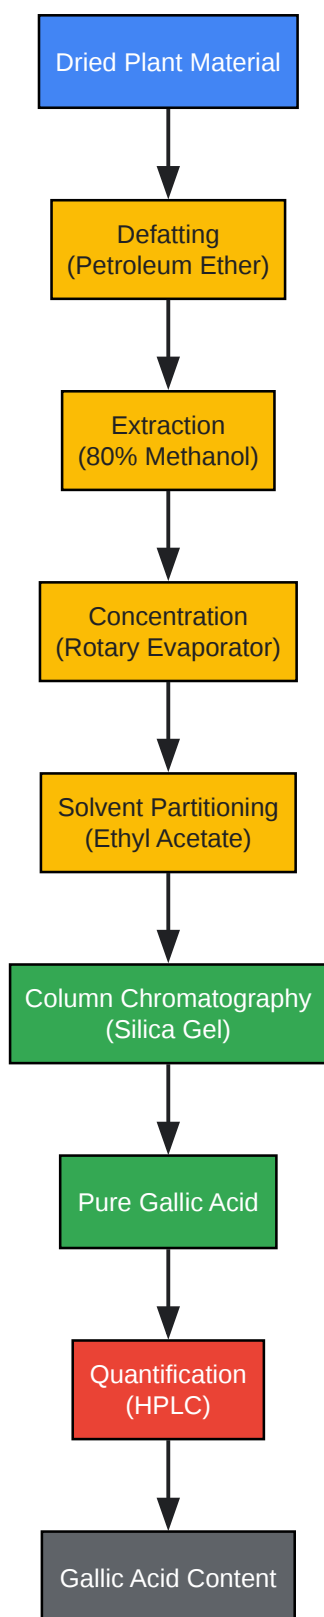 Dried Plant Material
Defatting
(Petroleum Ether)
Extraction
(80% Methanol)
Concentration
(Rotary Evaporator)
Solvent Partitioning
(Ethyl Acetate)
Column Chromatography
(Silica Gel)
Pure Gallic Acid
Quantification
(HPLC)
Gallic Acid Content